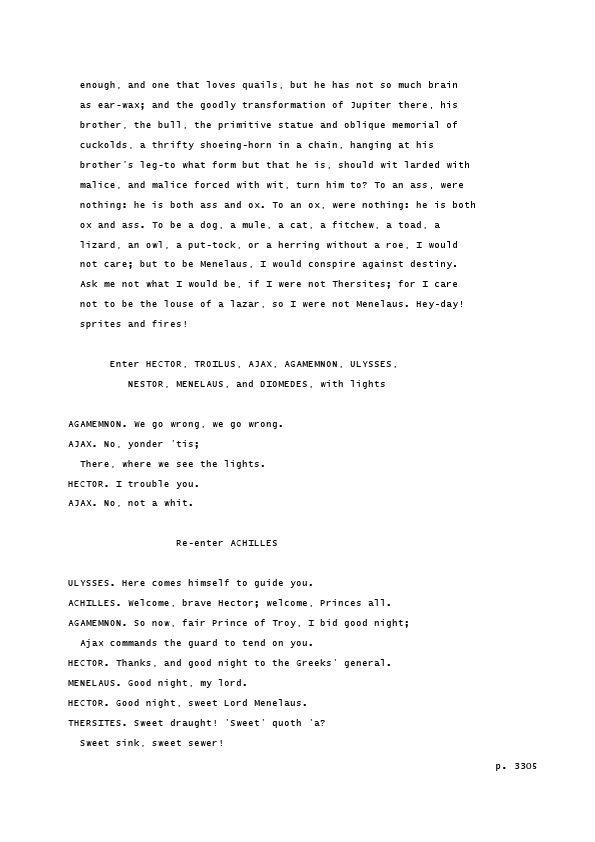 enough, and one that loves quails, but he has not so much brain
as ear-wax; and the goodly transformation of Jupiter there, his
brother, the bull, the primitive statue and oblique memorial of
cuckolds, a thrifty shoeing-horn in a chain, hanging at his
brother's leg-to what form but that he is, should wit larded with
malice, and malice forced with wit, turn him to? To an ass, were
nothing: he is both ass and ox. To an ox, were nothing: he is both
ox and ass. To be a dog, a mule, a cat, a fitchew, a toad, a
lizard, an owl, a put-tock, or a herring without a roe, I would
not care; but to be Menelaus, I would conspire against destiny.
Ask me not what I would be, if I were not Thersites; for I care
not to be the louse of a lazar, so I were not Menelaus. Hey-day!
sprites and fires!
Enter HECTOR, TROILUS, AJAX, AGAMEMNON, ULYSSES,
NESTOR, MENELAUS, and DIOMEDES, with lights
AGAMEMNON. We go wrong, we go wrong.
AJAX. No, yonder 'tis;
There, where we see the lights.
HECTOR. I trouble you.
AJAX. No, not a whit.
Re-enter ACHILLES
ULYSSES. Here comes himself to guide you.
ACHILLES. Welcome, brave Hector; welcome, Princes all.
AGAMEMNON. So now, fair Prince of Troy, I bid good night;
Ajax commands the guard to tend on you.
HECTOR. Thanks, and good night to the Greeks' general.
MENELAUS. Good night, my lord.
HECTOR. Good night, sweet Lord Menelaus.
THERSITES. Sweet draught! 'Sweet' quoth 'a?
Sweet sink, sweet sewer!
p. 3305